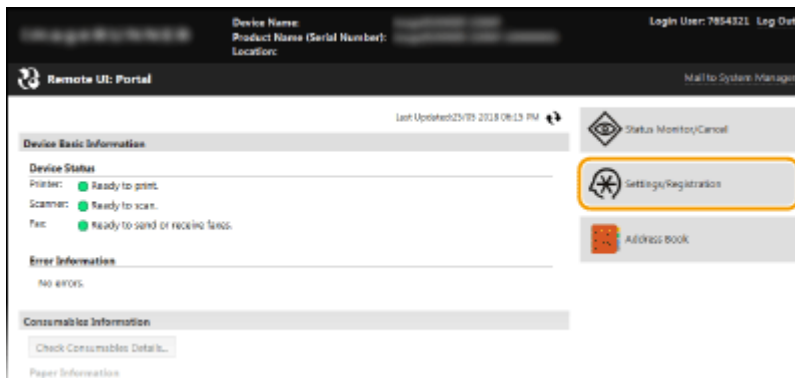 Device Name:
Product Name (Serial Number):
Location:
Login User: 7654321 Log Out
Remote UI: Portal
Mail to System Manager
Last Updated:25/05 2018 06:13 PM
Device Basic Information
Device Status
Printer: Ready to print.
Scanner: Ready to scan.
Fax: Ready to send or receive faxes.
Error Information
No errors.
Consumables Information
Check Consumables Details...
Paper Information
Status Monitor/Cancel
Settings/Registration
Address Book